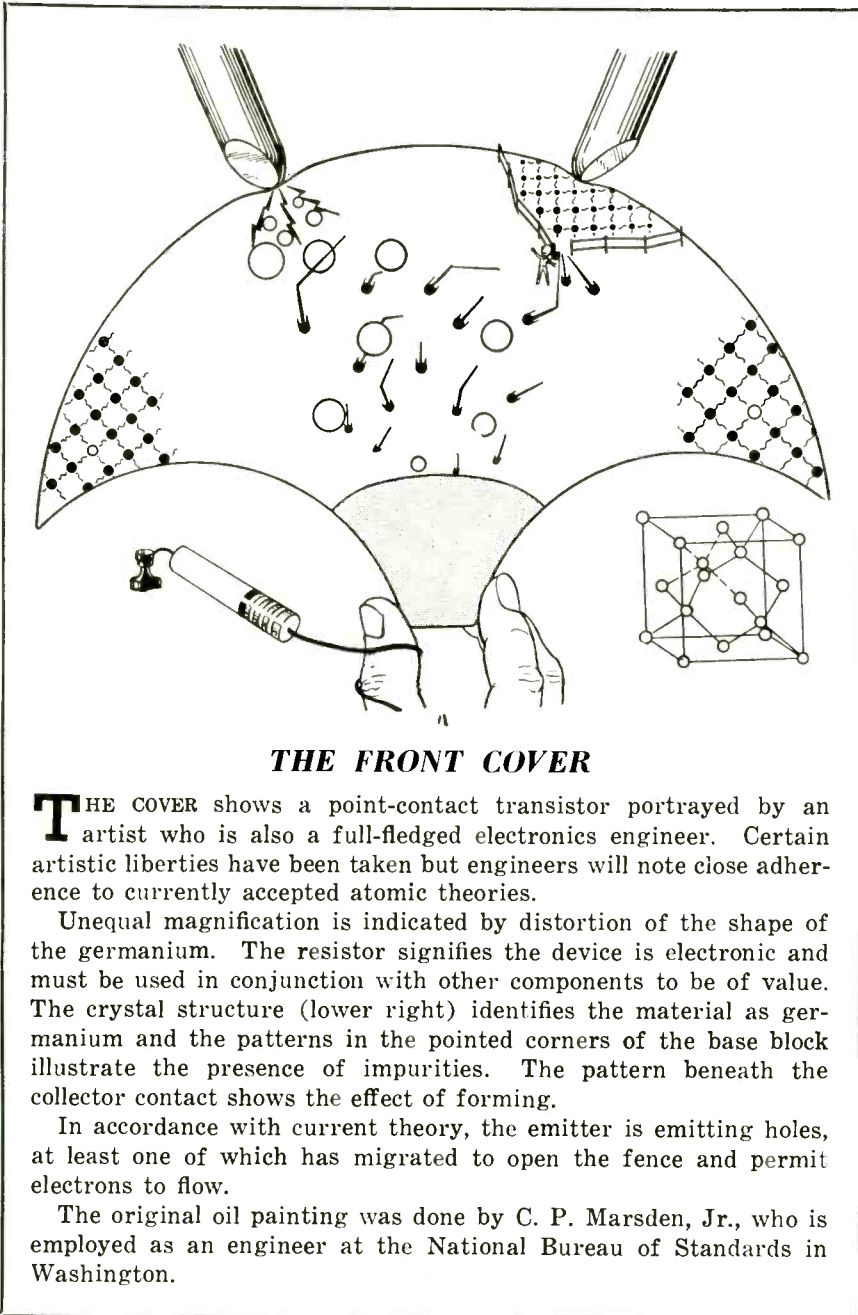 THE FRONT COVER
THE COVER shows a point-contact transistor portrayed by an
artist who is also a full-fledged electronics engineer. Certain
artistic liberties have been taken but engineers will note close adher-
ence to currently accepted atomic theories.
Unequal magnification is indicated by distortion of the shape of
the germanium. The resistor signifies the device is electronic and
must be used in conjunction with other components to be of value.
The crystal structure (lower right) identifies the material as ger-
manium and the patterns in the pointed corners of the base block
illustrate the presence of impurities. The pattern beneath the
collector contact shows the effect of forming.
In accordance with current theory, the emitter is emitting holes,
at least one of which has migrated to open the fence and permit
electrons to flow.
The original oil painting was done by C. P. Marsden, Jr., who is
employed as an engineer at the National Bureau of Standards in
Washington.